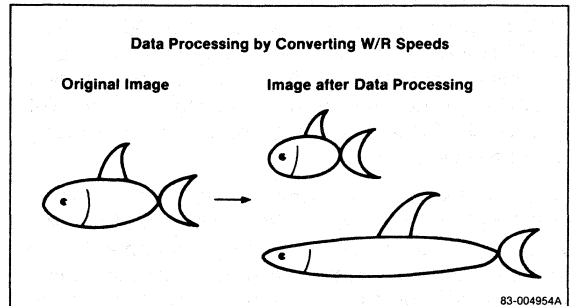 Data Processing by Converting W/R Speeds
Original Image
Image after Data Processing
83-004954A